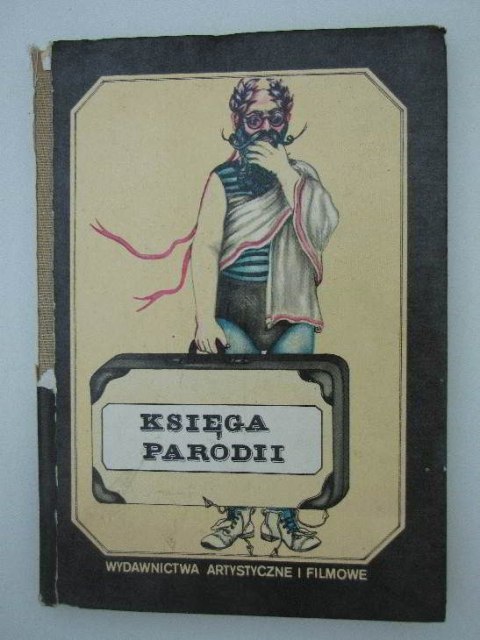 KSIĘGA
PARODII
WYDAWNICTWA ARTYSTYCZNE I FILMOWE